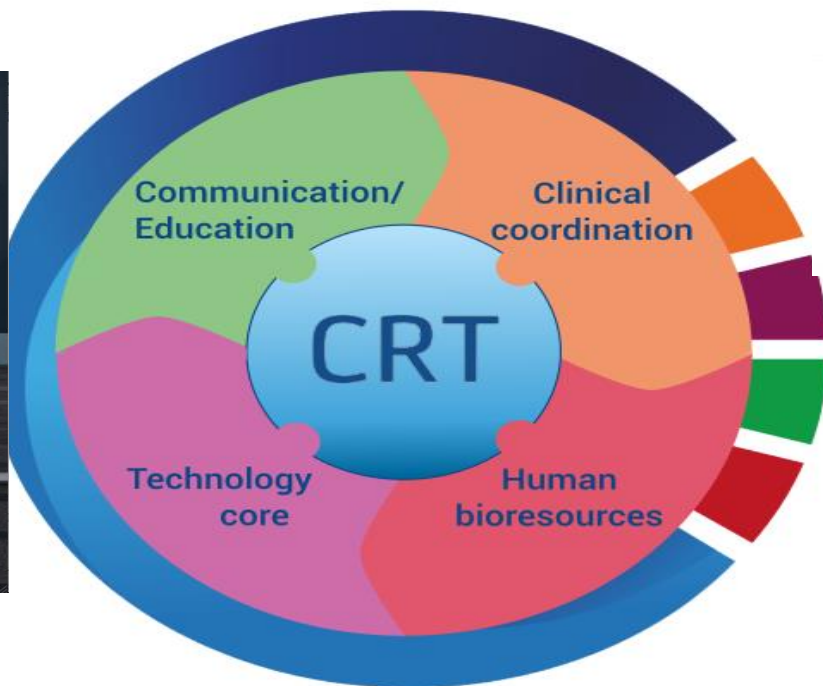 Communication/
Education
Clinical
coordination
CRT
Technology
core
Human
bioresources